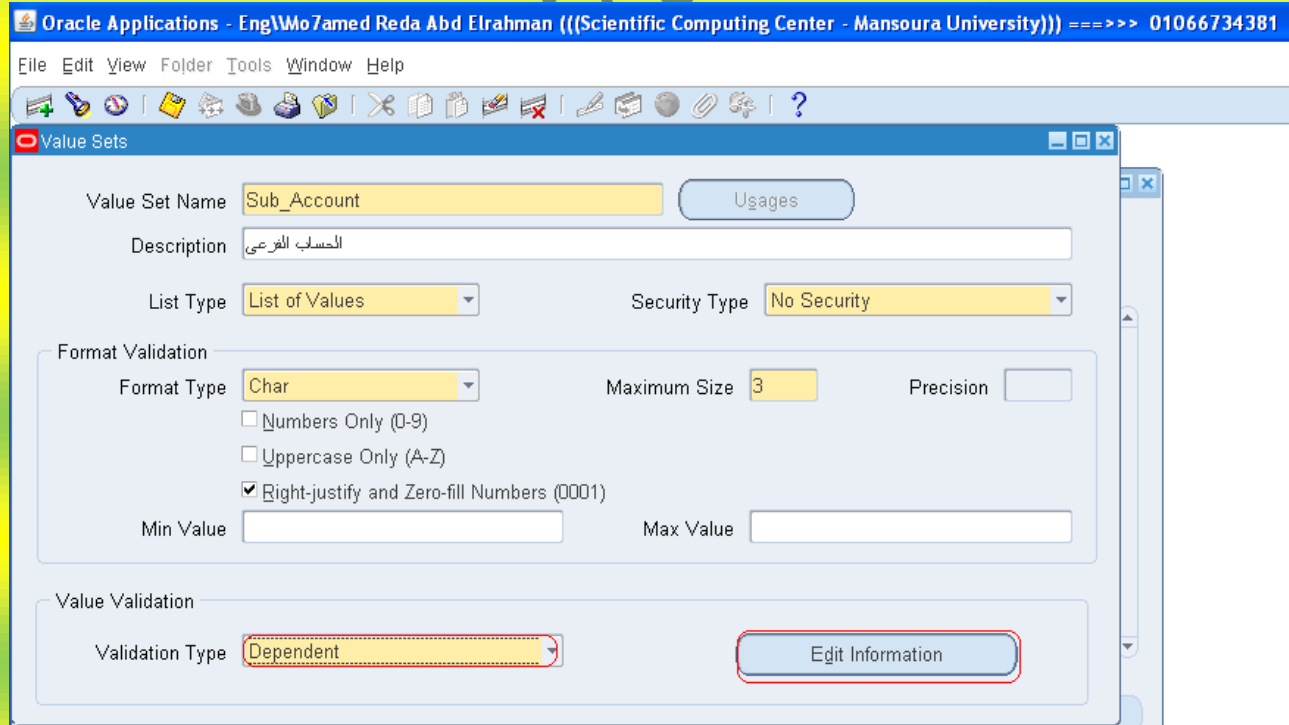 Oracle Applications - Eng\\Mo7amed Reda Abd Elrahman (((Scientific Computing Center - Mansoura University))) ===>>> 01066734381
File Edit View Folder Tools Window Help
Value Sets
Value Set Name Sub_Account Usages
Description الحساب الفرعى
List Type List of Values Security Type No Security
Format Validation
Format Type Char Maximum Size 3 Precision
Numbers Only (0-9)
Uppercase Only (A-Z)
Right-justify and Zero-fill Numbers (0001)
Min Value Max Value
Value Validation
Validation Type Dependent Edit Information